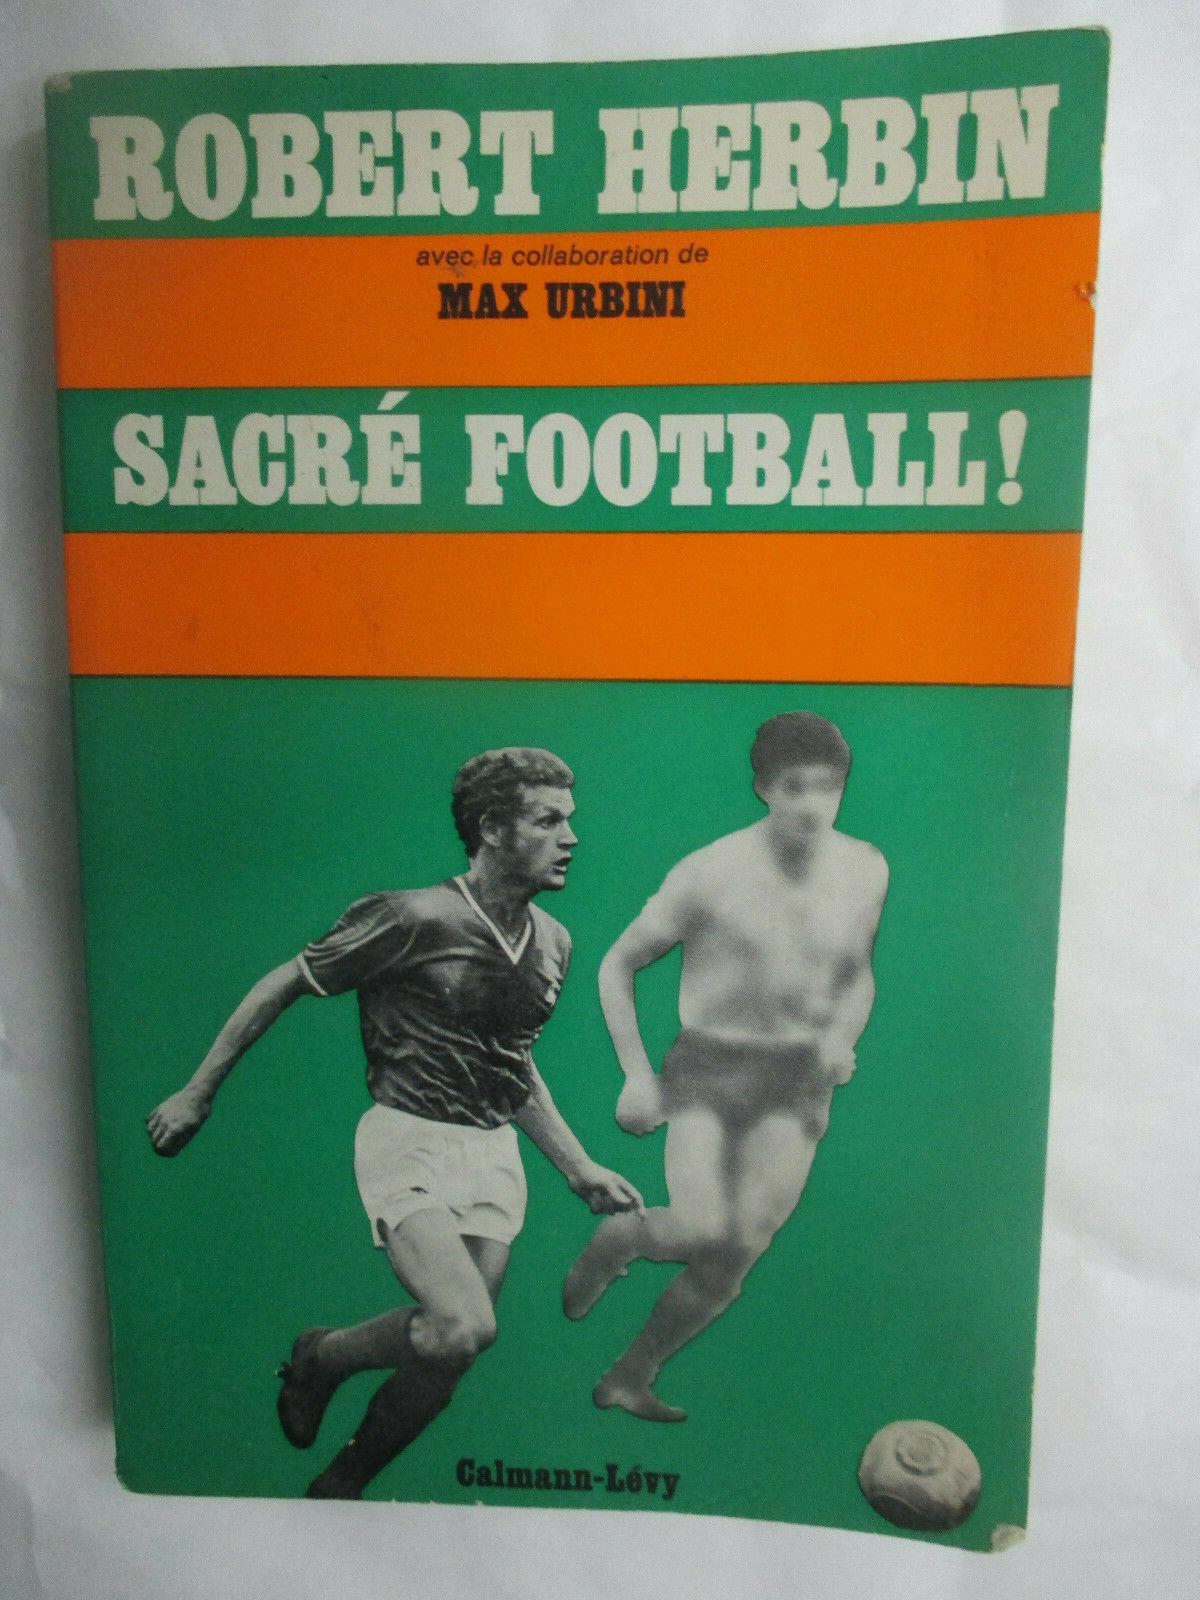 ROBERT HERBIN
avec la collaboration de
MAX URBINI
SACRÉ FOOTBALL!
Calmann-Lévy